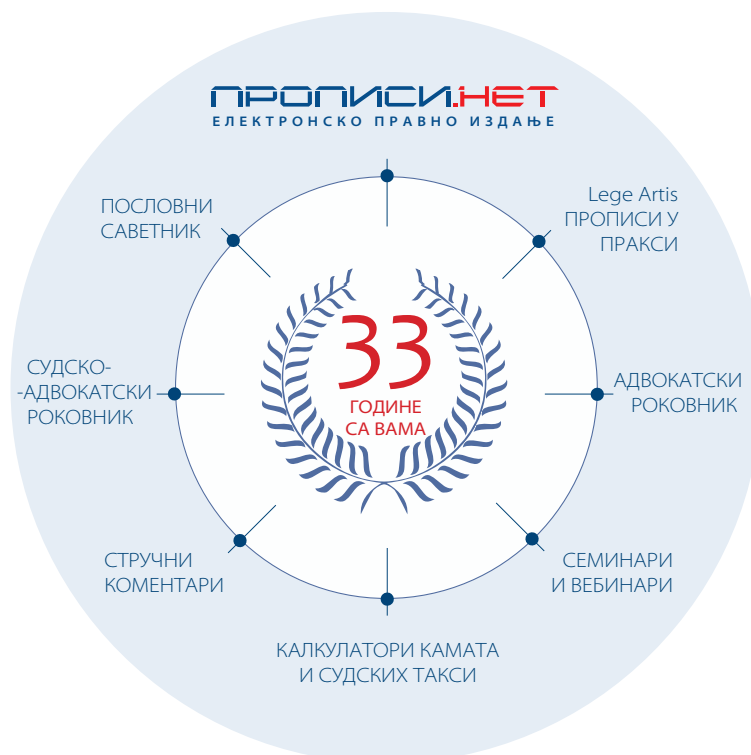 ПРОПИСИ.НЕТ
ЕЛЕКТРОНСКО ПРАВНО ИЗДАЊЕ
Lege Artis
ПРОПИСИ У
ПРАКСИ
АДВОКАТСКИ
РОКОВНИК
СЕМИНАРИ
И ВЕБИНАРИ
КАЛКУЛАТОРИ КАМАТА
И СУДСКИХ ТАКСИ
СТРУЧНИ
КОМЕНТАРИ
СУДСКО-
-АДВОКАТСКИ
РОКОВНИК
ПОСЛОВНИ
САВЕТНИК
33
ГОДИНЕ
СА ВАМА